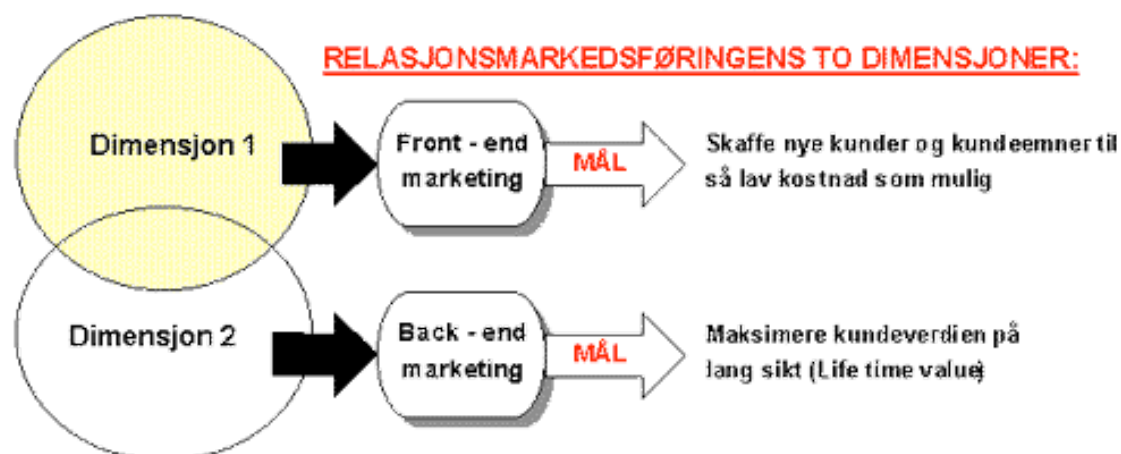 RELASJONSMARKEDSFØRINGENS TO DIMENSJONER:
Dimensjon 1
Front - end
marketing
MÅL
Skaffe nye kunder og kundeemner til
så lav kostnad som mulig
Dimensjon 2
Back - end
marketing
MÅL
Maksimere kundeverdien på
lang sikt (Life time value)